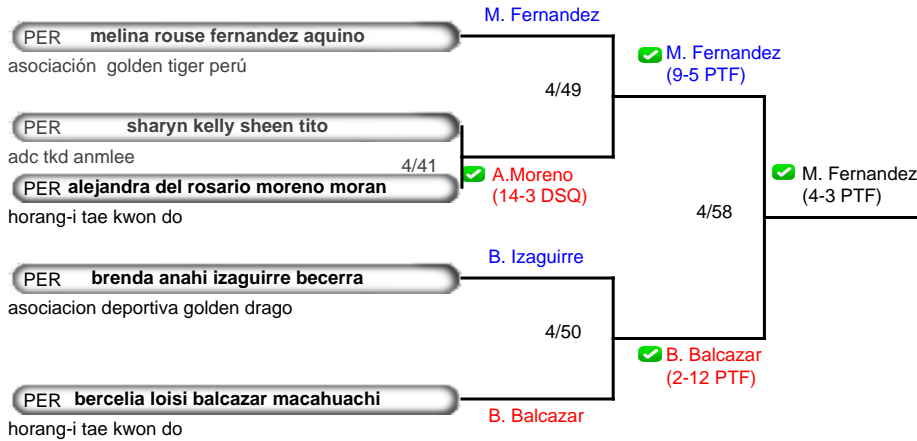 M. Fernandez
PER melina rouse fernandez aquino
asociación golden tiger perú
M. Fernandez
(9-5 PTF)
4/49
PER sharyn kelly sheen tito
adc tkd anmlee
4/41
PER alejandra del rosario moreno moran
horang-i tae kwon do
A.Moreno
(14-3 DSQ)
M. Fernandez
(4-3 PTF)
4/58
B. Izaguirre
PER brenda anahi izaguirre becerra
asociacion deportiva golden drago
4/50
B. Balcazar
(2-12 PTF)
PER bercelia loisi balcazar macahuachi
horang-i tae kwon do
B. Balcazar